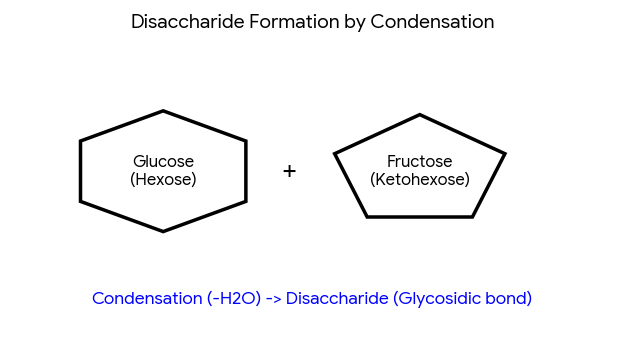 Disaccharide Formation by Condensation
Glucose
(Hexose)
+
Fructose
(Ketohexose)
Condensation (-H2O) -> Disaccharide (Glycosidic bond)